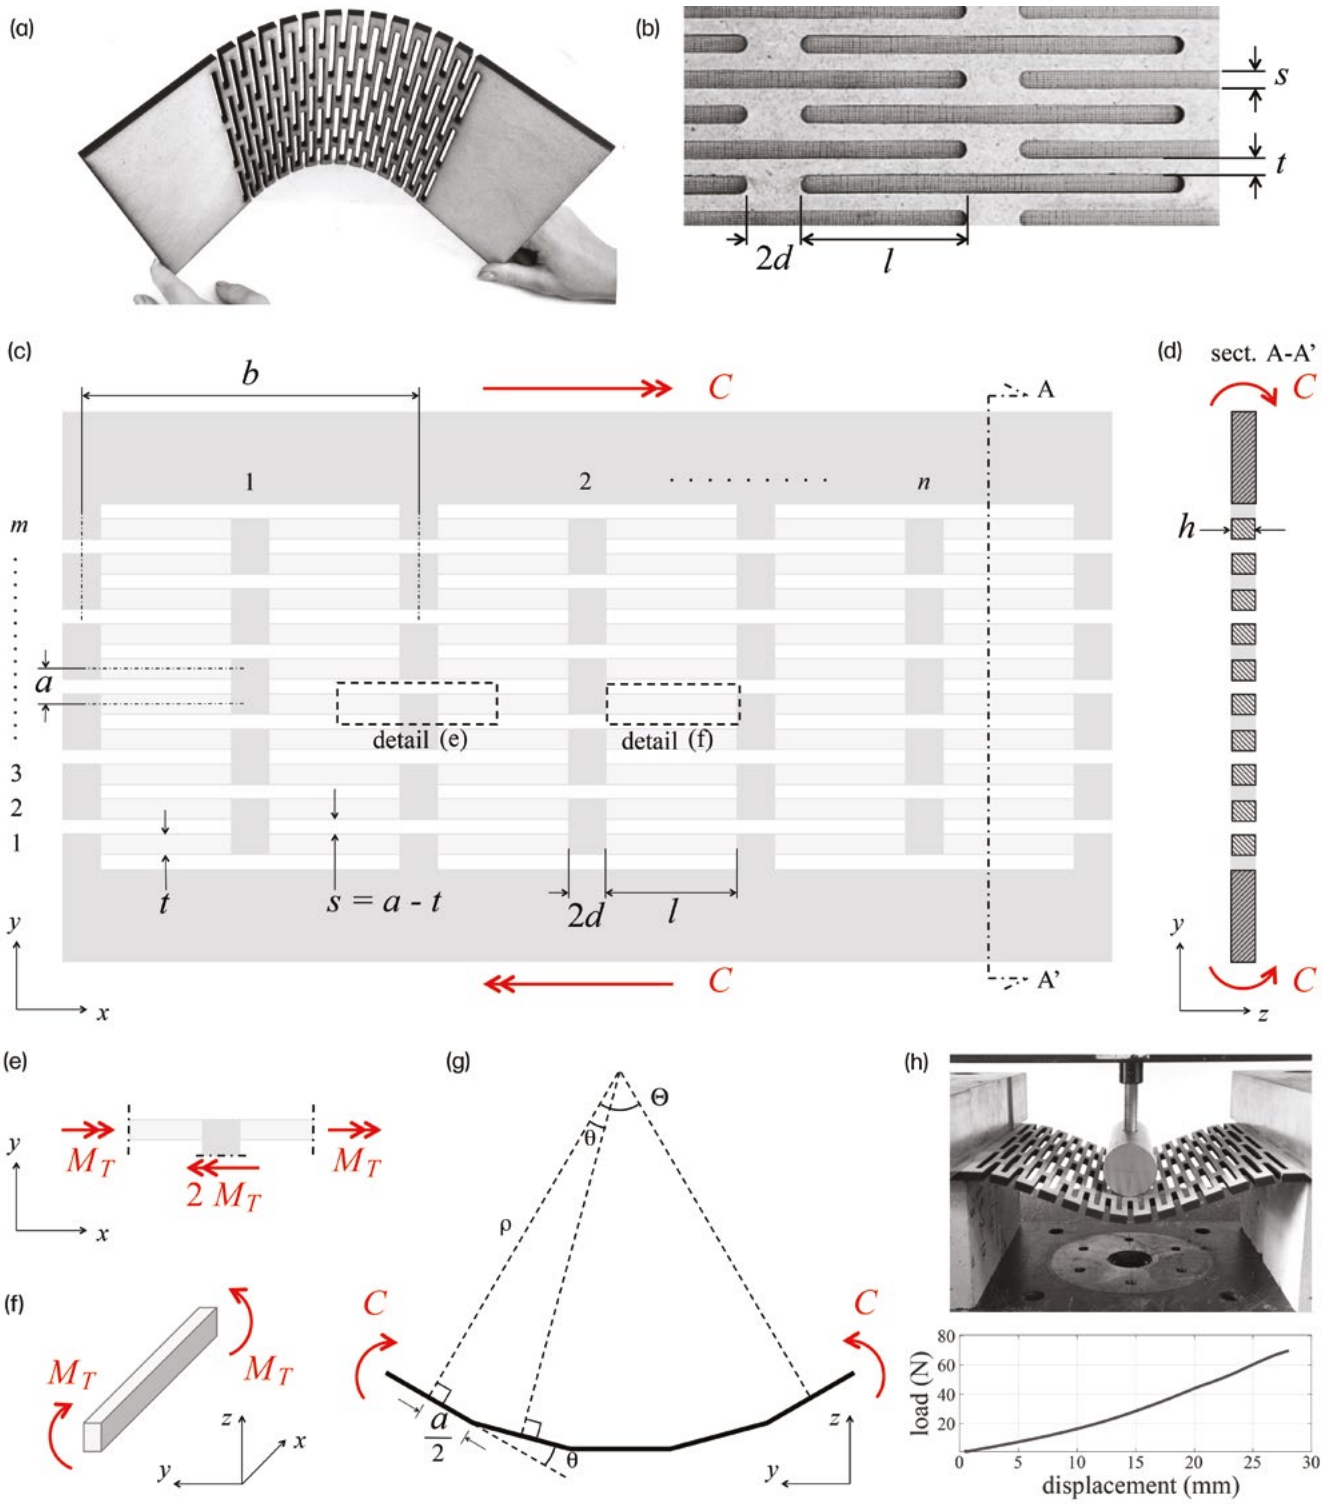 (a)
(b)
s
t
2d
l
(c)
b
C
A
1
2
n
m
a
detail (e)
detail (f)
3
2
1
t
s = a - t
2d
l
C
A'
y
x
(d)
sect. A-A'
C
h
C
y
z
(e)
y
x
M_T
M_T
2 M_T
(f)
M_T
M_T
z
x
y
(g)
Θ
θ
ρ
C
C
a
2
θ
z
y
(h)
80
60
40
20
load (N)
0
5
10
15
20
25
30
displacement (mm)